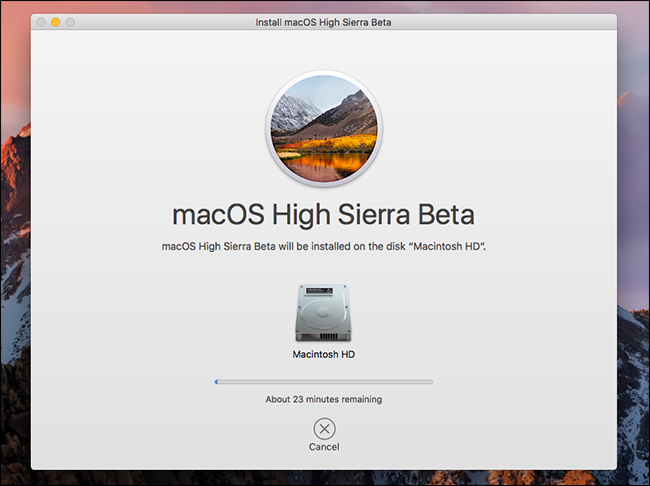 Install macOS High Sierra Beta
macOS High Sierra Beta
macOS High Sierra Beta will be installed on the disk “Macintosh HD”.
Macintosh HD
About 23 minutes remaining
Cancel